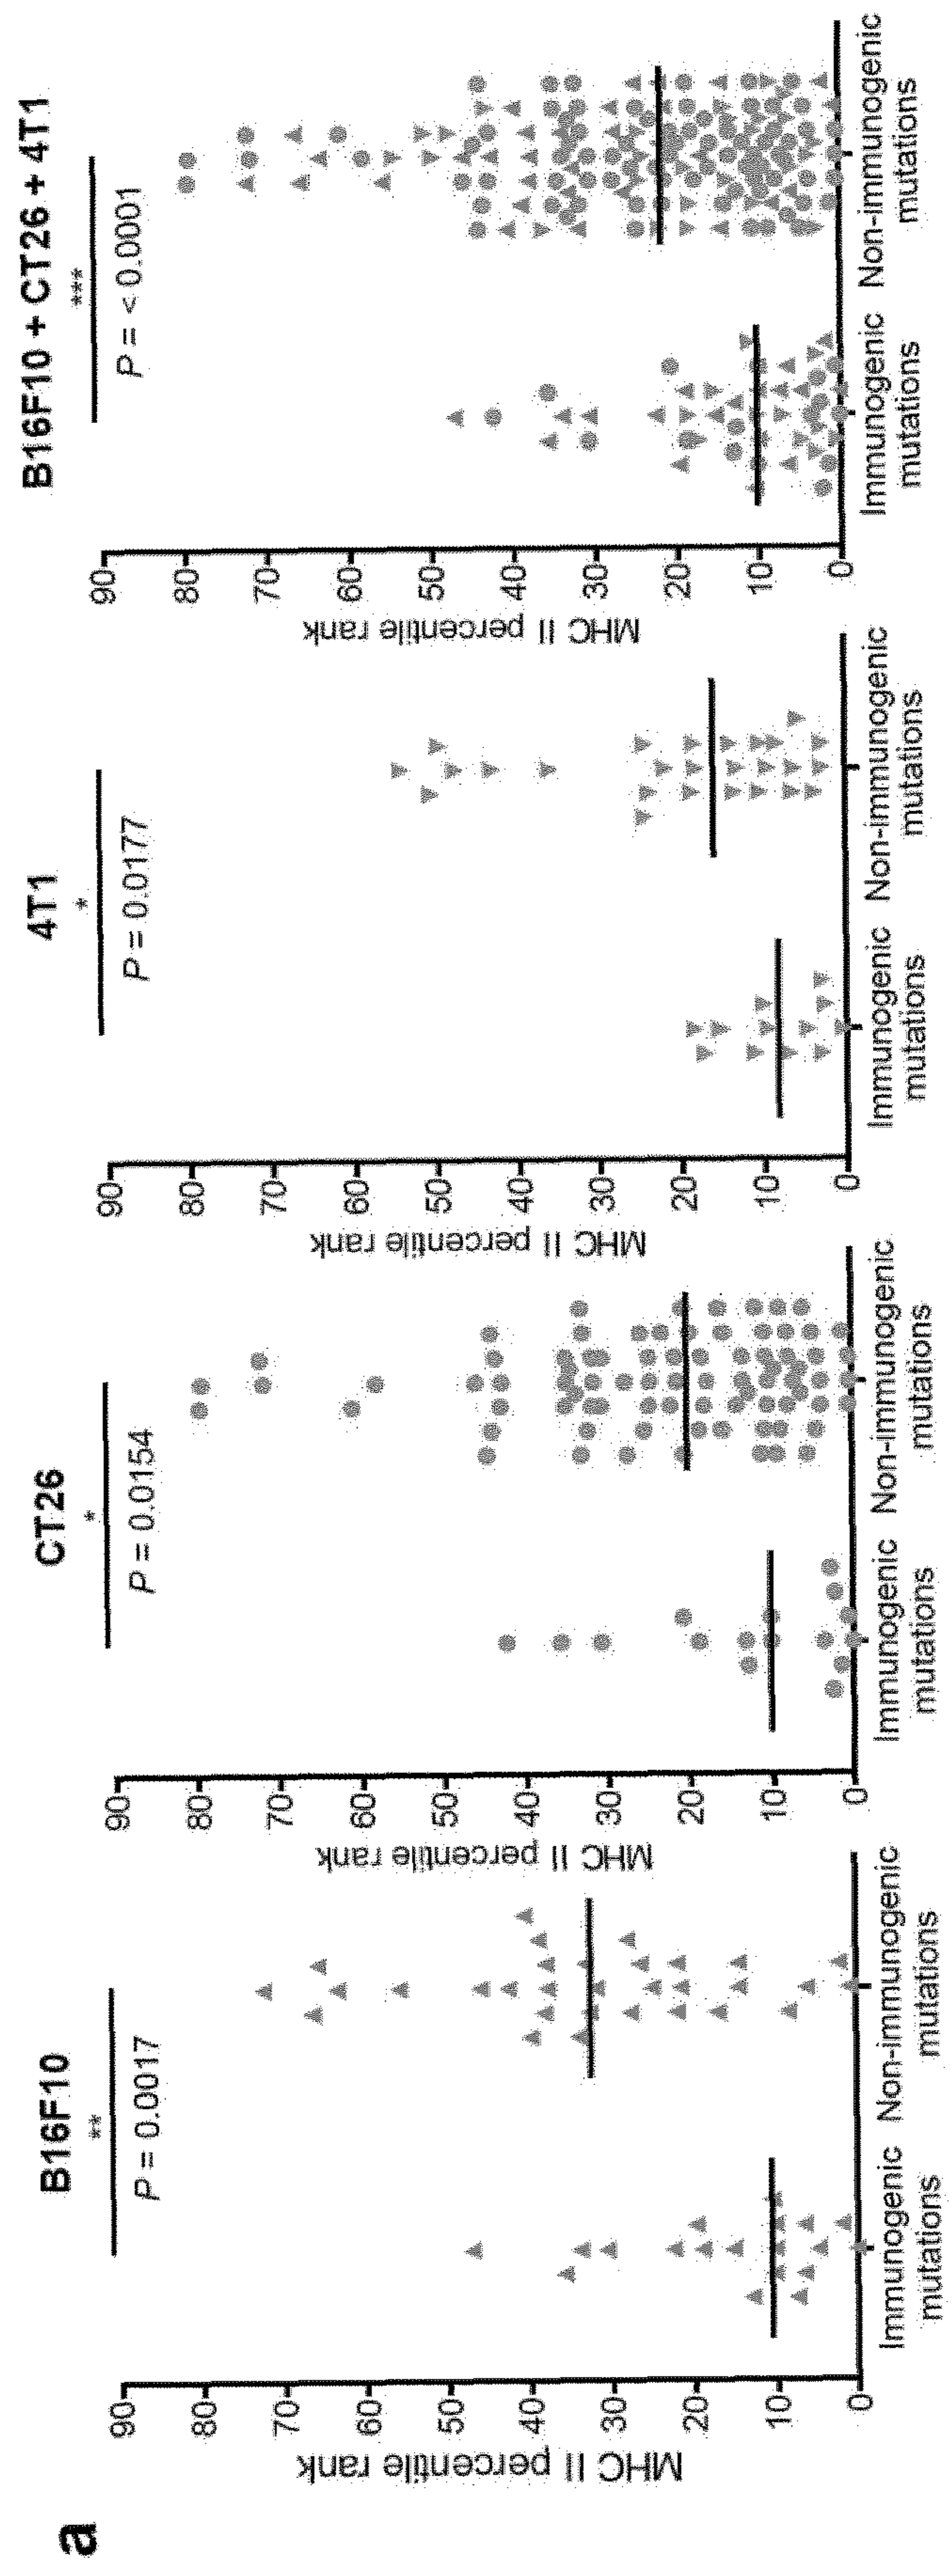 a
B16F10
**
P = 0.0017
MHC II percentile rank
90
80
70
60
50
40
30
20
10
0
Immunogenic
mutations
Non-immunogenic
mutations
CT26
*
P = 0.0154
MHC II percentile rank
90
80
70
60
50
40
30
20
10
0
Immunogenic
mutations
Non-immunogenic
mutations
4T1
*
P = 0.0177
MHC II percentile rank
90
80
70
60
50
40
30
20
10
0
Immunogenic
mutations
Non-immunogenic
mutations
B16F10 + CT26 + 4T1
***
P = < 0.0001
MHC II percentile rank
90
80
70
60
50
40
30
20
10
0
Immunogenic
mutations
Non-immunogenic
mutations